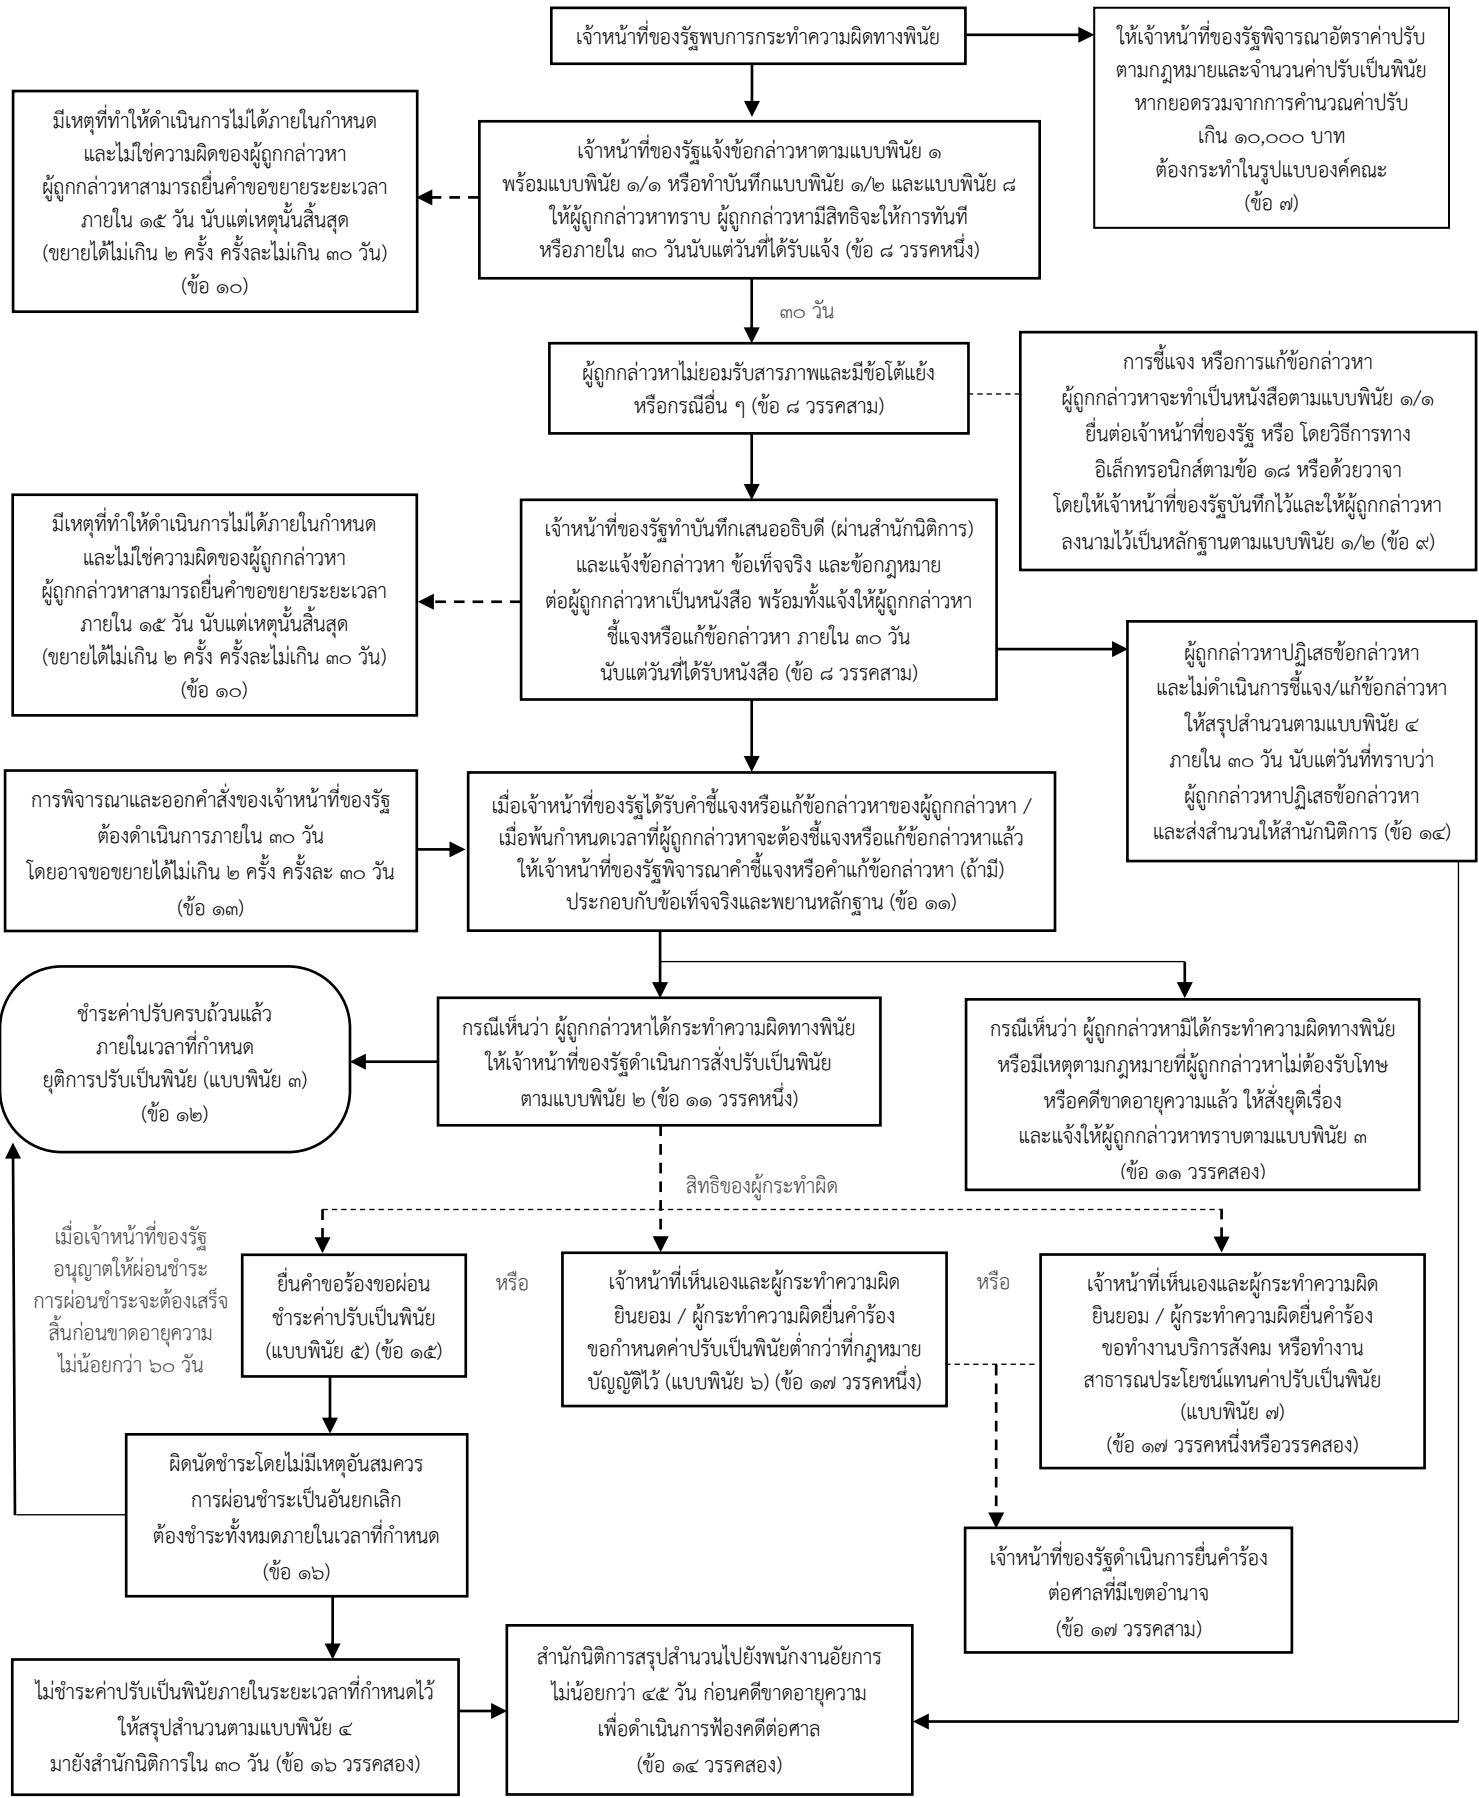 เจ้าหน้าที่ของรัฐพบการกระทำความผิดทางพินัย
ให้เจ้าหน้าที่ของรัฐพิจารณาอัตราค่าปรับ
ตามกฎหมายและจำนวนค่าปรับเป็นพินัย
หากยอดรวมจากการคำนวณค่าปรับ
เกิน ๑๐,๐๐๐ บาท
ต้องกระทำในรูปแบบองค์คณะ
(ข้อ ๗)
มีเหตุที่ทำให้ดำเนินการไม่ได้ภายในกำหนด
และไม่ใช่ความผิดของผู้ถูกกล่าวหา
ผู้ถูกกล่าวหาสามารถยื่นคำขอขยายระยะเวลา
ภายใน ๑๕ วัน นับแต่เหตุนั้นสิ้นสุด
(ขยายได้ไม่เกิน ๒ ครั้ง ครั้งละไม่เกิน ๓๐ วัน)
(ข้อ ๑๐)
เจ้าหน้าที่ของรัฐแจ้งข้อกล่าวหาตามแบบพินัย ๑
พร้อมแบบพินัย ๑/๑ หรือทำบันทึกแบบพินัย ๑/๒ และแบบพินัย ๘
ให้ผู้ถูกกล่าวหาทราบ ผู้ถูกกล่าวหามีสิทธิจะให้การทันที
หรือภายใน ๓๐ วันนับแต่วันที่ได้รับแจ้ง (ข้อ ๘ วรรคหนึ่ง)
๓๐ วัน
ผู้ถูกกล่าวหาไม่ยอมรับสารภาพและมีข้อโต้แย้ง
หรือกรณีอื่น ๆ (ข้อ ๘ วรรคสาม)
การชี้แจง หรือการแก้ข้อกล่าวหา
ผู้ถูกกล่าวหาจะทำเป็นหนังสือตามแบบพินัย ๑/๑
ยื่นต่อเจ้าหน้าที่ของรัฐ หรือ โดยวิธีการทาง
อิเล็กทรอนิกส์ตามข้อ ๑๘ หรือด้วยวาจา
โดยให้เจ้าหน้าที่ของรัฐบันทึกไว้และให้ผู้ถูกกล่าวหา
ลงนามไว้เป็นหลักฐานตามแบบพินัย ๑/๒ (ข้อ ๙)
มีเหตุที่ทำให้ดำเนินการไม่ได้ภายในกำหนด
และไม่ใช่ความผิดของผู้ถูกกล่าวหา
ผู้ถูกกล่าวหาสามารถยื่นคำขอขยายระยะเวลา
ภายใน ๑๕ วัน นับแต่เหตุนั้นสิ้นสุด
(ขยายได้ไม่เกิน ๒ ครั้ง ครั้งละไม่เกิน ๓๐ วัน)
(ข้อ ๑๐)
เจ้าหน้าที่ของรัฐทำบันทึกเสนออธิบดี (ผ่านสำนักนิติการ)
และแจ้งข้อกล่าวหา ข้อเท็จจริง และข้อกฎหมาย
ต่อผู้ถูกกล่าวหาเป็นหนังสือ พร้อมทั้งแจ้งให้ผู้ถูกกล่าวหา
ชี้แจงหรือแก้ข้อกล่าวหา ภายใน ๓๐ วัน
นับแต่วันที่ได้รับหนังสือ (ข้อ ๘ วรรคสาม)
ผู้ถูกกล่าวหาปฏิเสธข้อกล่าวหา
และไม่ดำเนินการชี้แจง/แก้ข้อกล่าวหา
ให้สรุปสำนวนตามแบบพินัย ๔
ภายใน ๓๐ วัน นับแต่วันที่ทราบว่า
ผู้ถูกกล่าวหาปฏิเสธข้อกล่าวหา
และส่งสำนวนให้สำนักนิติการ (ข้อ ๑๔)
การพิจารณาและออกคำสั่งของเจ้าหน้าที่ของรัฐ
ต้องดำเนินการภายใน ๓๐ วัน
โดยอาจขอขยายได้ไม่เกิน ๒ ครั้ง ครั้งละ ๓๐ วัน
(ข้อ ๑๓)
เมื่อเจ้าหน้าที่ของรัฐได้รับคำชี้แจงหรือแก้ข้อกล่าวหาของผู้ถูกกล่าวหา /
เมื่อพ้นกำหนดเวลาที่ผู้ถูกกล่าวหาจะต้องชี้แจงหรือแก้ข้อกล่าวหาแล้ว
ให้เจ้าหน้าที่ของรัฐพิจารณาคำชี้แจงหรือคำแก้ข้อกล่าวหา (ถ้ามี)
ประกอบกับข้อเท็จจริงและพยานหลักฐาน (ข้อ ๑๑)
ชำระค่าปรับครบถ้วนแล้ว
ภายในเวลาที่กำหนด
ยุติการปรับเป็นพินัย (แบบพินัย ๓)
(ข้อ ๑๒)
กรณีเห็นว่า ผู้ถูกกล่าวหาได้กระทำความผิดทางพินัย
ให้เจ้าหน้าที่ของรัฐดำเนินการสั่งปรับเป็นพินัย
ตามแบบพินัย ๒ (ข้อ ๑๑ วรรคหนึ่ง)
กรณีเห็นว่า ผู้ถูกกล่าวหามิได้กระทำความผิดทางพินัย
หรือมีเหตุตามกฎหมายที่ผู้ถูกกล่าวหาไม่ต้องรับโทษ
หรือคดีขาดอายุความแล้ว ให้สั่งยุติเรื่อง
และแจ้งให้ผู้ถูกกล่าวหาทราบตามแบบพินัย ๓
(ข้อ ๑๑ วรรคสอง)
สิทธิของผู้กระทำผิด
เมื่อเจ้าหน้าที่ของรัฐ
อนุญาตให้ผ่อนชำระ
การผ่อนชำระจะต้องเสร็จ
สิ้นก่อนขาดอายุความ
ไม่น้อยกว่า ๖๐ วัน
ยื่นคำขอร้องขอผ่อน
ชำระค่าปรับเป็นพินัย
(แบบพินัย ๕) (ข้อ ๑๕)
หรือ
เจ้าหน้าที่เห็นเองและผู้กระทำความผิด
ยินยอม / ผู้กระทำความผิดยื่นคำร้อง
ขอกำหนดค่าปรับเป็นพินัยต่ำกว่าที่กฎหมาย
บัญญัติไว้ (แบบพินัย ๖) (ข้อ ๑๗ วรรคหนึ่ง)
หรือ
เจ้าหน้าที่เห็นเองและผู้กระทำความผิด
ยินยอม / ผู้กระทำความผิดยื่นคำร้อง
ขอทำงานบริการสังคม หรือทำงาน
สาธารณประโยชน์แทนค่าปรับเป็นพินัย
(แบบพินัย ๗)
(ข้อ ๑๗ วรรคหนึ่งหรือวรรคสอง)
ผิดนัดชำระโดยไม่มีเหตุอันสมควร
การผ่อนชำระเป็นอันยกเลิก
ต้องชำระทั้งหมดภายในเวลาที่กำหนด
(ข้อ ๑๖)
เจ้าหน้าที่ของรัฐดำเนินการยื่นคำร้อง
ต่อศาลที่มีเขตอำนาจ
(ข้อ ๑๗ วรรคสาม)
ไม่ชำระค่าปรับเป็นพินัยภายในระยะเวลาที่กำหนดไว้
ให้สรุปสำนวนตามแบบพินัย ๔
มายังสำนักนิติการใน ๓๐ วัน (ข้อ ๑๖ วรรคสอง)
สำนักนิติการสรุปสำนวนไปยังพนักงานอัยการ
ไม่น้อยกว่า ๔๕ วัน ก่อนคดีขาดอายุความ
เพื่อดำเนินการฟ้องคดีต่อศาล
(ข้อ ๑๔ วรรคสอง)